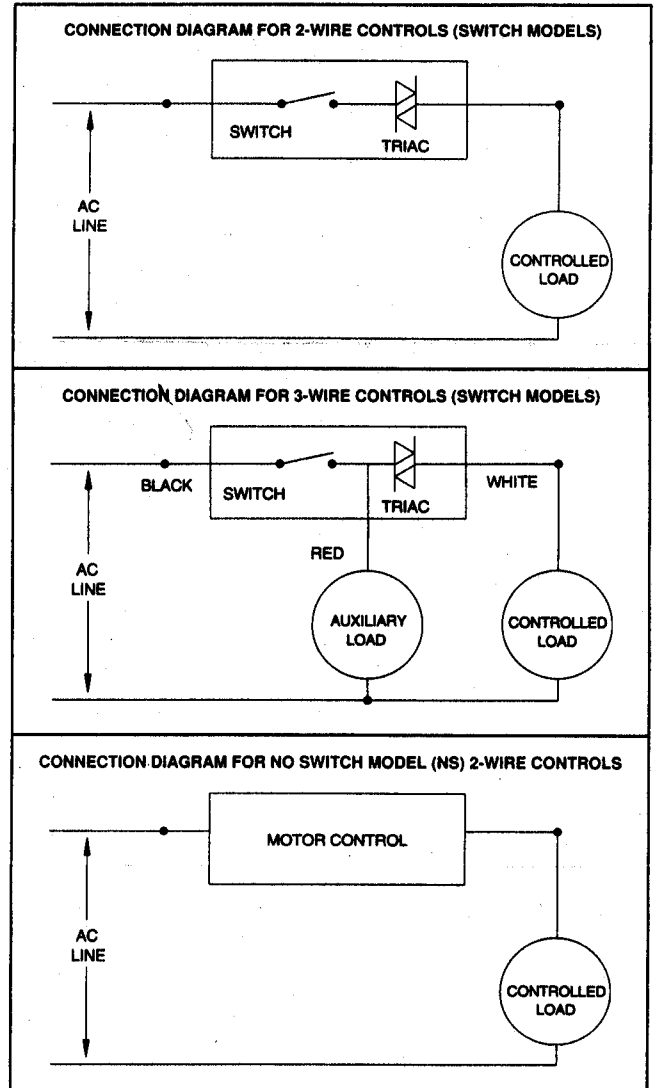 CONNECTION DIAGRAM FOR 2-WIRE CONTROLS (SWITCH MODELS)
SWITCH
TRIAC
AC
LINE
CONTROLLED
LOAD
CONNECTION DIAGRAM FOR 3-WIRE CONTROLS (SWITCH MODELS)
BLACK
SWITCH
TRIAC
WHITE
RED
AC
LINE
AUXILIARY
LOAD
CONTROLLED
LOAD
CONNECTION DIAGRAM FOR NO SWITCH MODEL (NS) 2-WIRE CONTROLS
MOTOR CONTROL
AC
LINE
CONTROLLED
LOAD